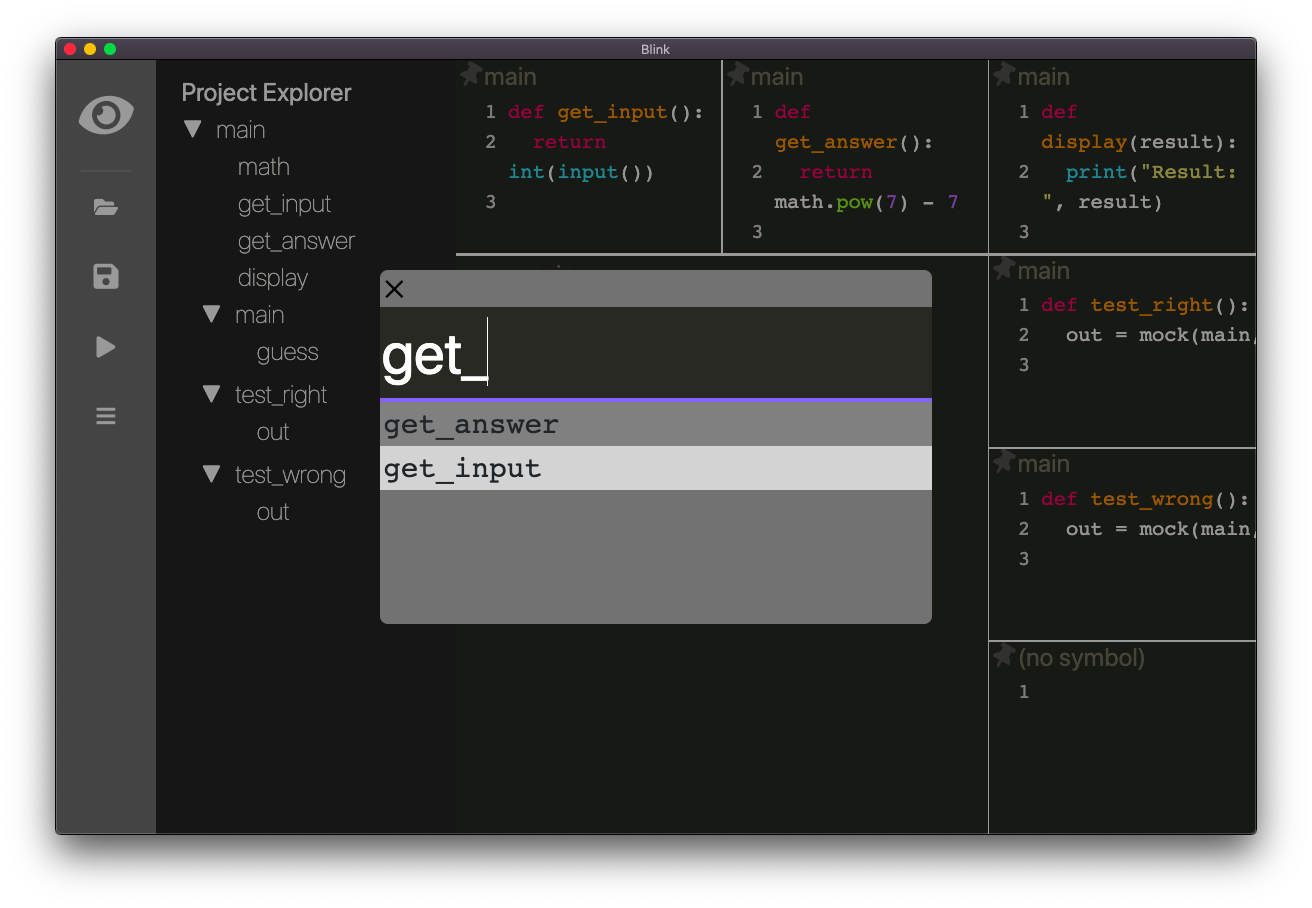 Blink
Project Explorer
main
math
get_input
get_answer
display
main
guess
test_right
out
test_wrong
out
main
1 def get_input():
2 return
int(input())
3
main
1 def
get_answer():
2 return
math.pow(7) - 7
3
main
1 def
display(result):
2 print("Result:
", result)
3
get_
get_answer
get_input
main
1 def test_right():
2 out = mock(main,
3
main
1 def test_wrong():
2 out = mock(main,
3
(no symbol)
1